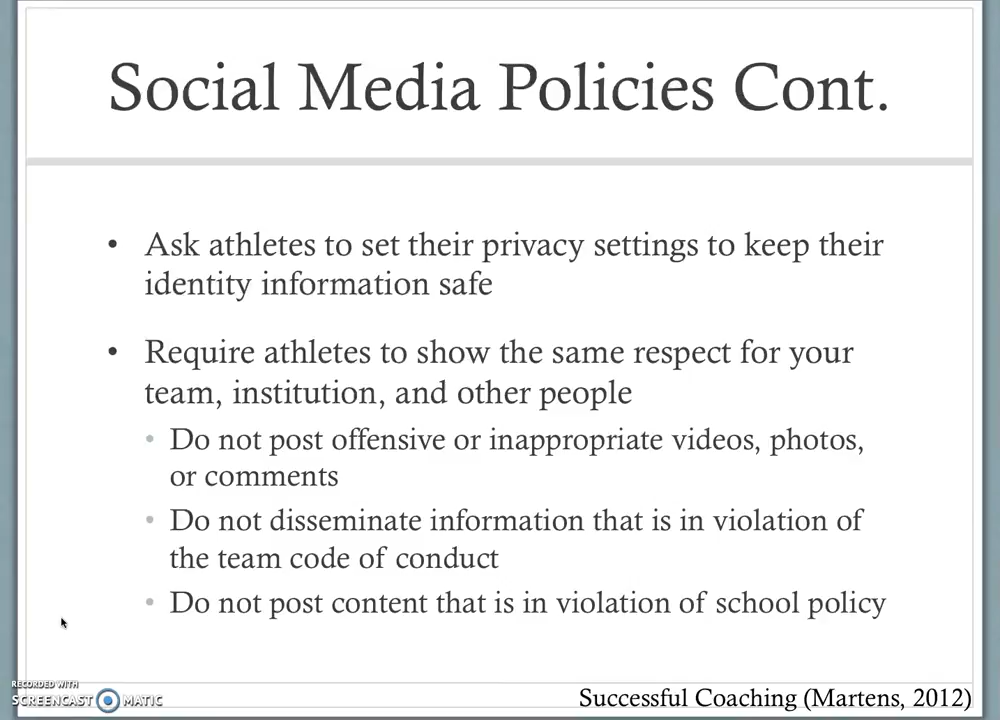 Social Media Policies Cont.
• Ask athletes to set their privacy settings to keep their
identity information safe
• Require athletes to show the same respect for your
team, institution, and other people
• Do not post offensive or inappropriate videos, photos,
or comments
• Do not disseminate information that is in violation of
the team code of conduct
• Do not post content that is in violation of school policy
RECORDED WITH
SCREENCAST MATIC
Successful Coaching (Martens, 2012)